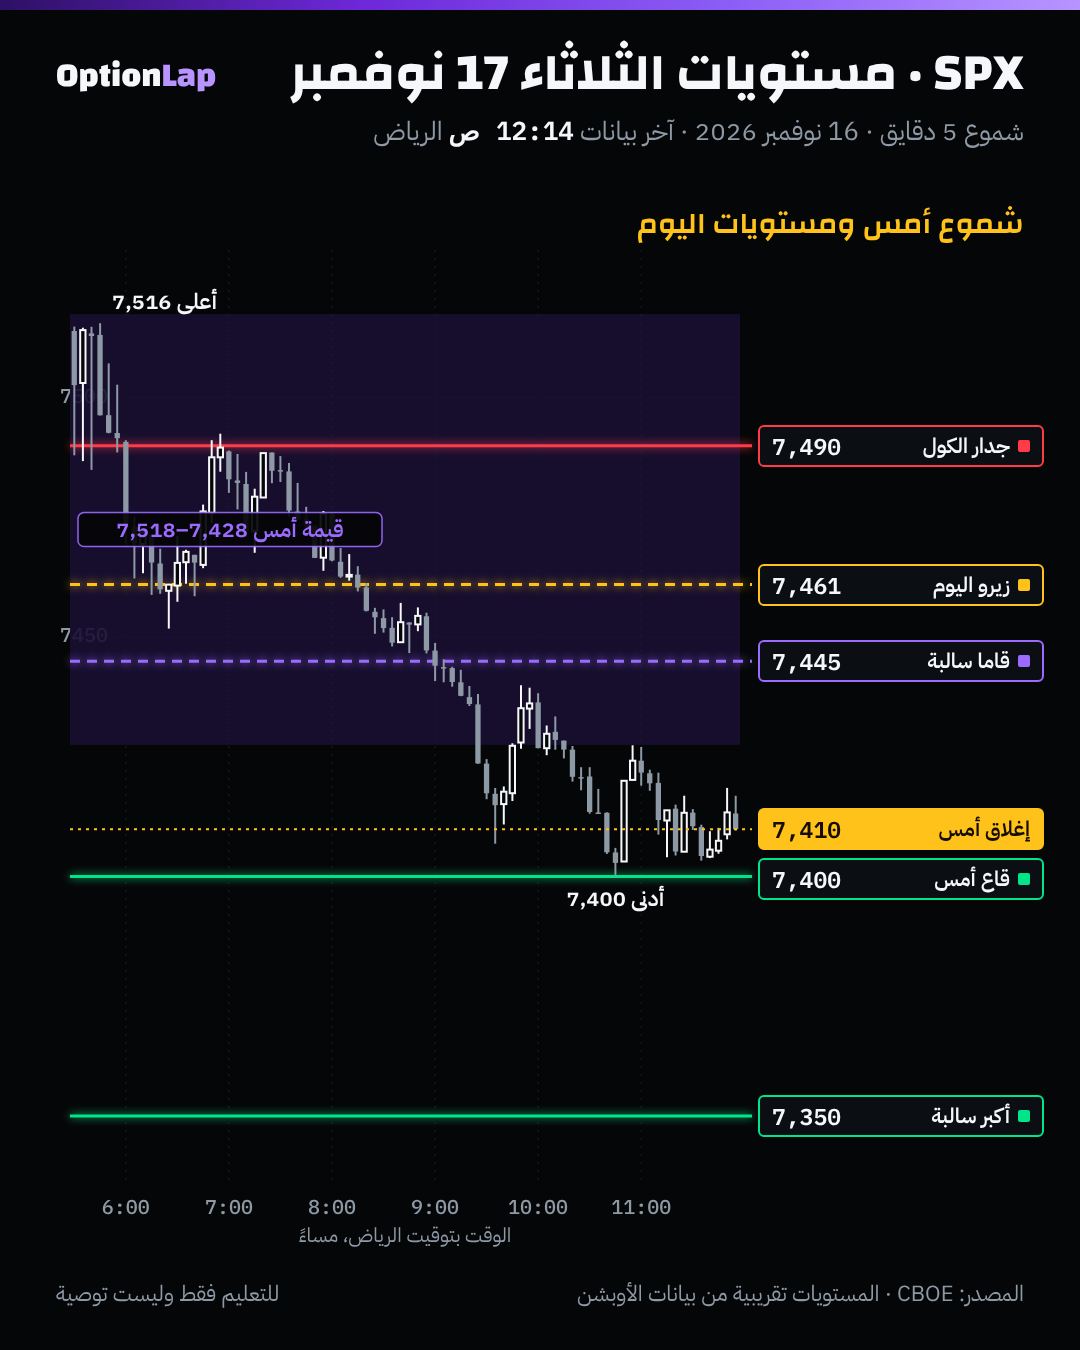 SPX · مستويات الثلاثاء 17 نوفمبر
OptionLap
شموع 5 دقايق · 16 نوفمبر 2026 · آخر بيانات 12:14 ص الرياض
شموع أمس ومستويات اليوم
أعلى 7,516
7500
جدار الكول 7,490
قيمة أمس 7,428–7,518
زيرو اليوم 7,461
7450
قاما سالبة 7,445
إغلاق أمس 7,410
قاع أمس 7,400
أدنى 7,400
أكبر سالبة 7,350
6:00 7:00 8:00 9:00 10:00 11:00
الوقت بتوقيت الرياض، مساءً
المصدر: CBOE · المستويات تقريبية من بيانات الأوبشن
للتعليم فقط وليست توصية